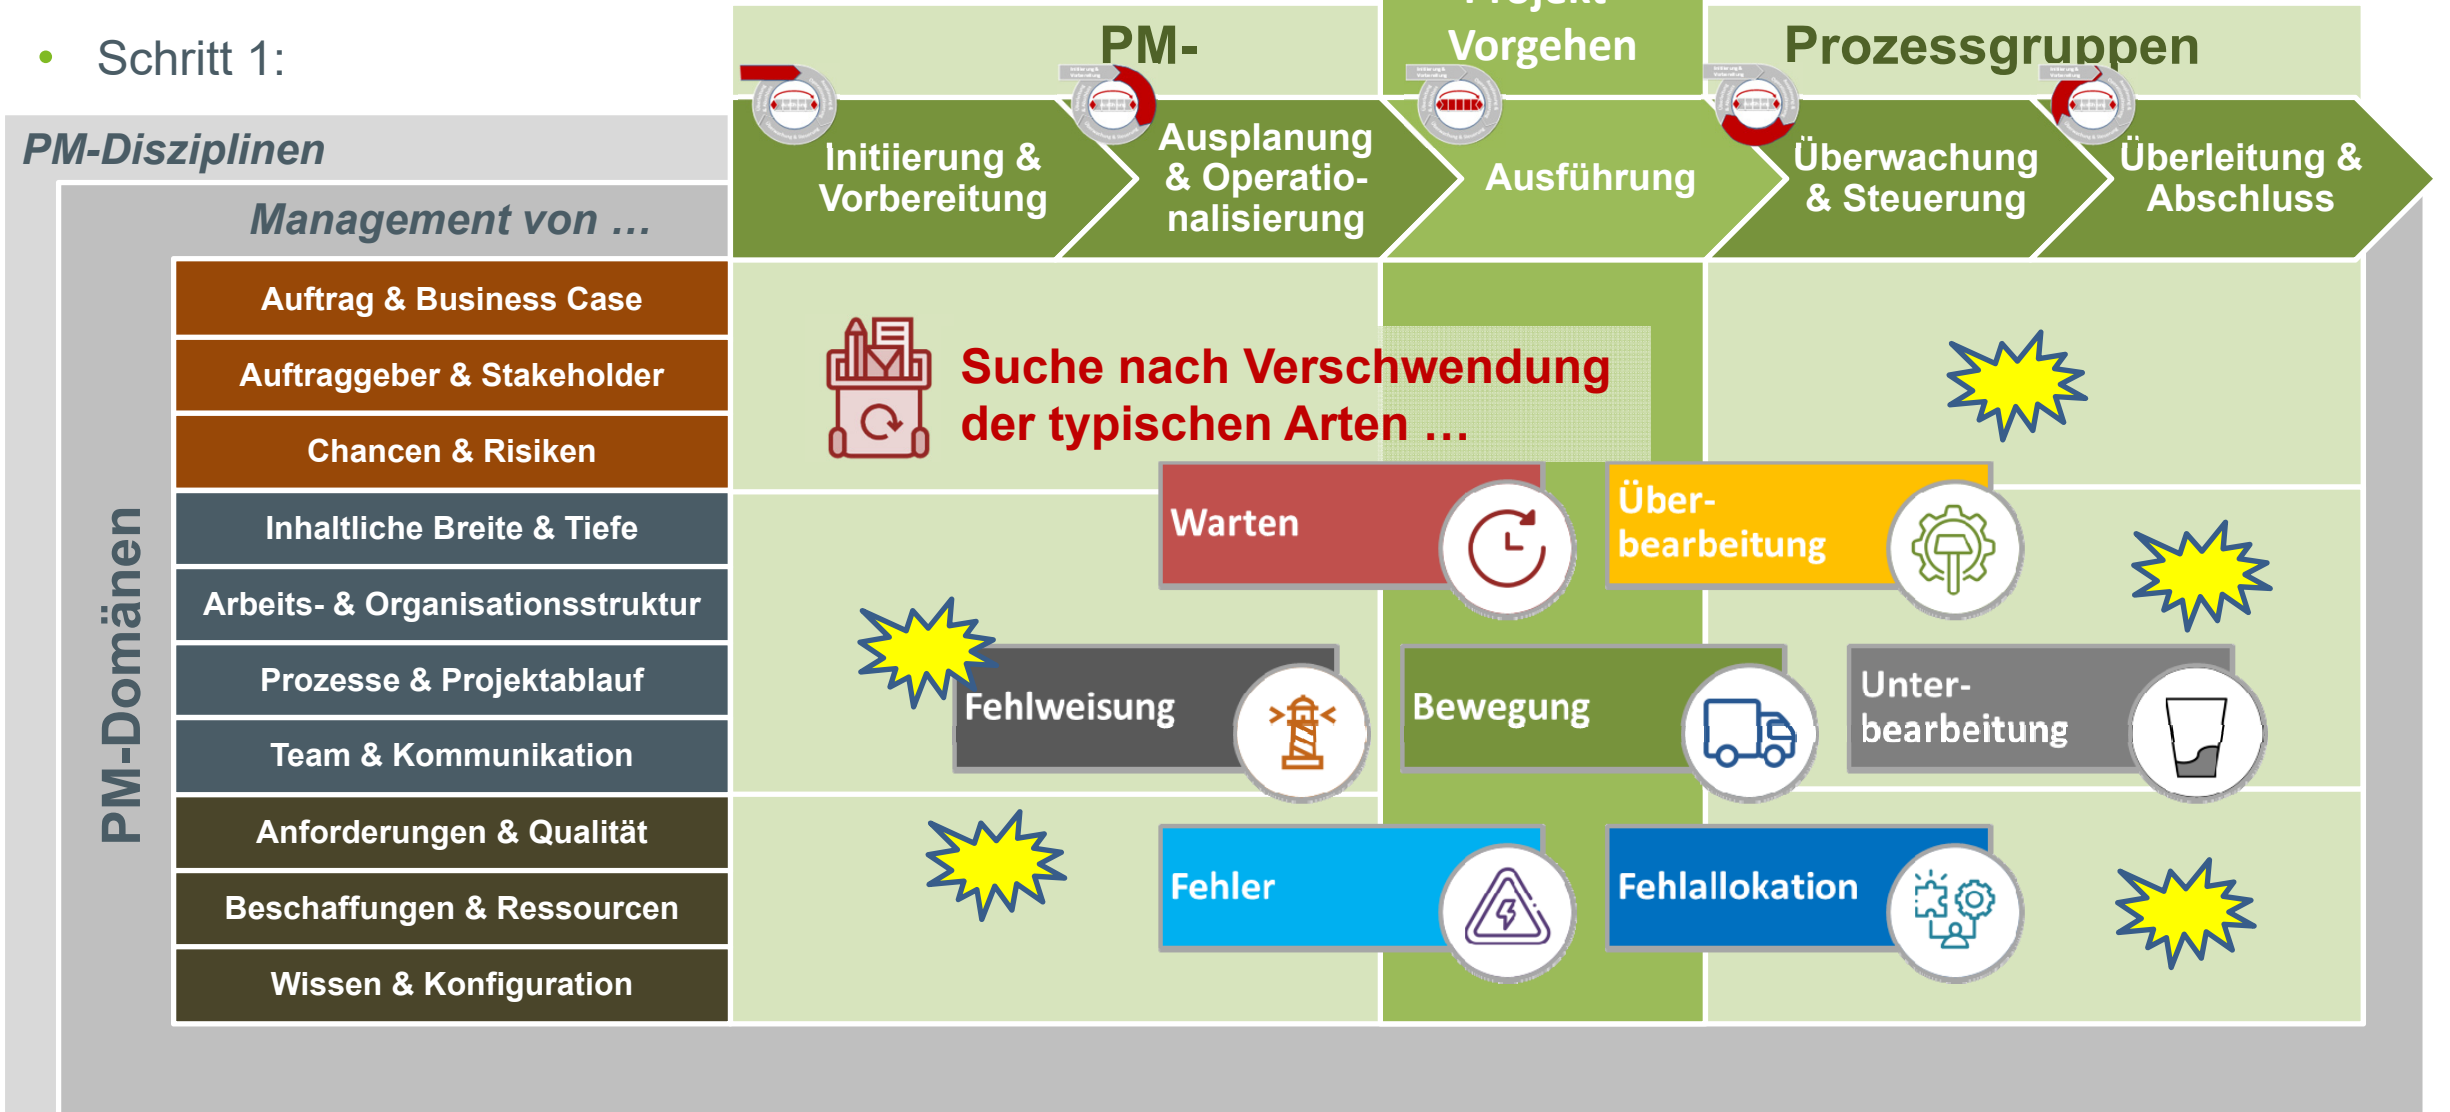 • Schritt 1:
PM-
Projekt
Vorgehen
Prozessgruppen
PM-Disziplinen
Management von …
Initiierung &
Vorbereitung
Ausplanung
& Operatio-
nalisierung
Ausführung
Überwachung
& Steuerung
Überleitung &
Abschluss
PM-Domänen
Auftrag & Business Case
Auftraggeber & Stakeholder
Chancen & Risiken
Inhaltliche Breite & Tiefe
Arbeits- & Organisationsstruktur
Prozesse & Projektablauf
Team & Kommunikation
Anforderungen & Qualität
Beschaffungen & Ressourcen
Wissen & Konfiguration
Suche nach Verschwendung
der typischen Arten …
Warten
Über-
bearbeitung
Fehlweisung
Bewegung
Unter-
bearbeitung
Fehler
Fehlallokation